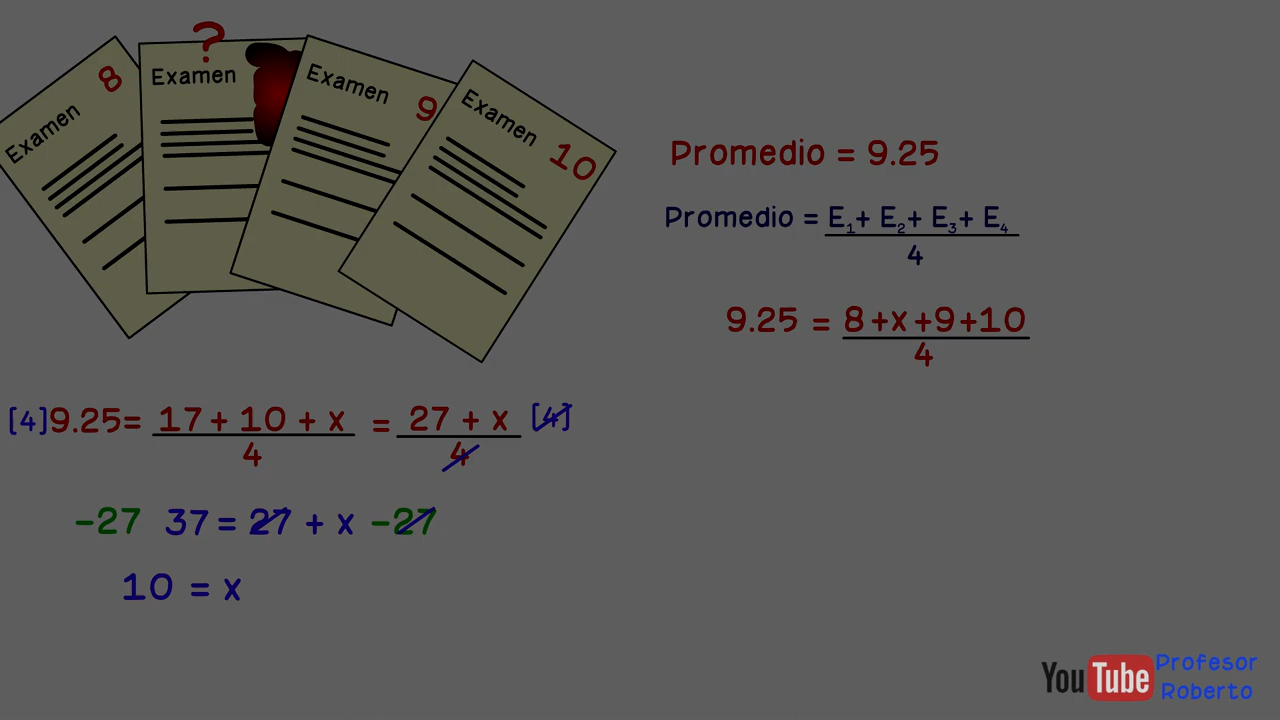 ?
Examen 8
Examen
Examen 9
Examen 10
Promedio = 9.25
Promedio = E₁+ E₂+ E₃+ E₄
4
9.25 = 8+x+9+10
4
[4]9.25= 17 + 10 + x = 27 + x [4]
4 4
-27 37 = 27 + x -27
10 = x
YouTube Profesor
Roberto